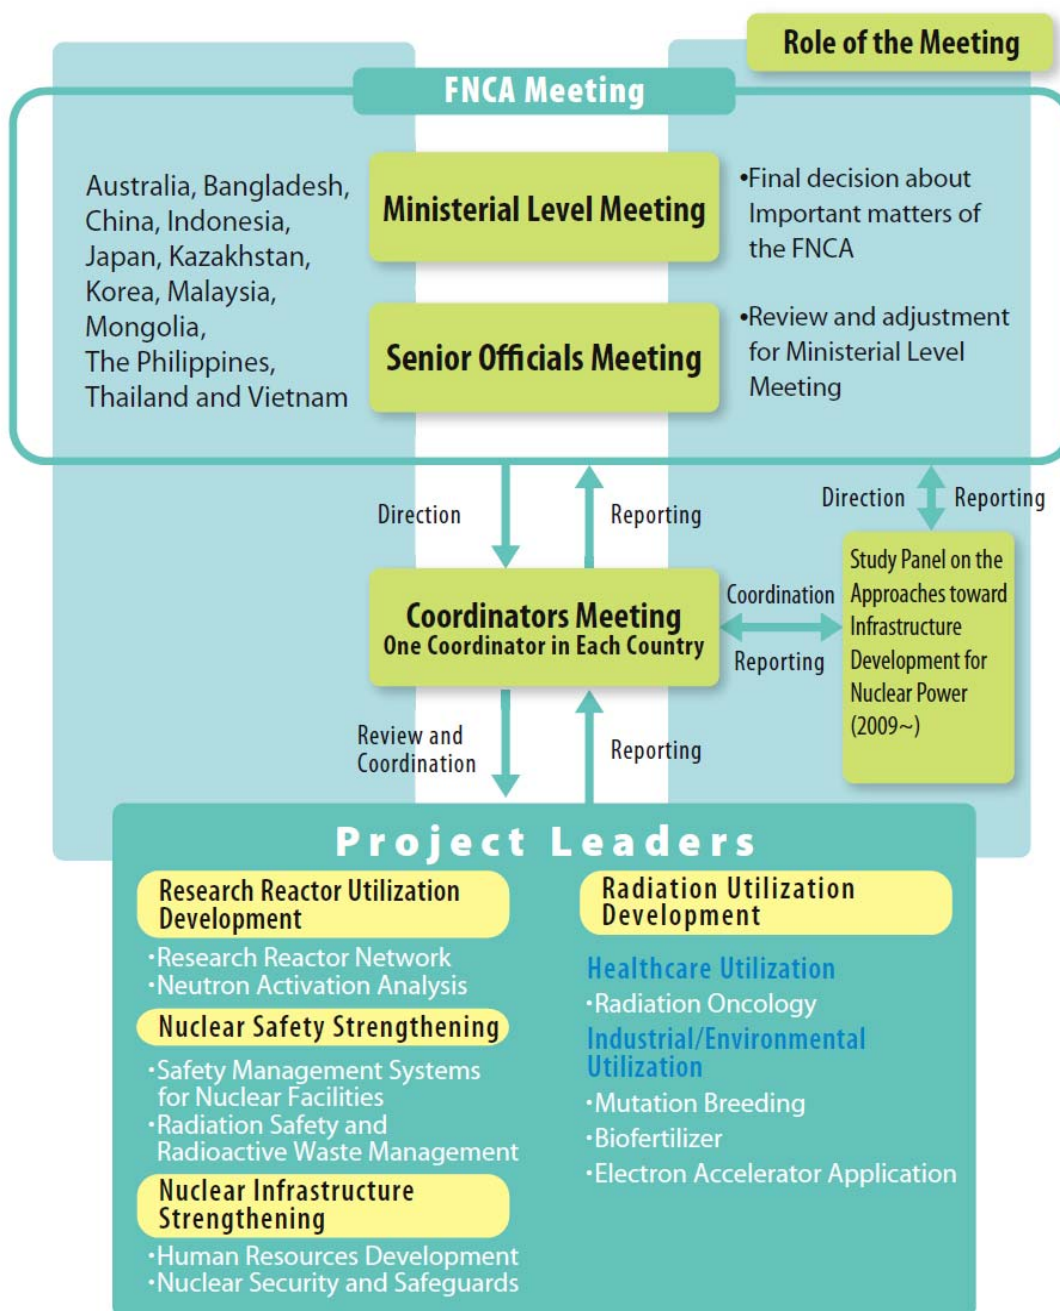 Role of the Meeting
FNCA Meeting
Australia, Bangladesh,
China, Indonesia,
Japan, Kazakhstan,
Korea, Malaysia,
Mongolia,
The Philippines,
Thailand and Vietnam
Ministerial Level Meeting
•Final decision about
Important matters of
the FNCA
Senior Officials Meeting
•Review and adjustment
for Ministerial Level
Meeting
Direction
Reporting
Direction
Reporting
Coordinators Meeting
One Coordinator in Each Country
Coordination
Reporting
Study Panel on the
Approaches toward
Infrastructure
Development for
Nuclear Power
(2009~)
Review and
Coordination
Reporting
Project Leaders
Research Reactor Utilization
Development
・Research Reactor Network
・Neutron Activation Analysis
Nuclear Safety Strengthening
・Safety Management Systems
for Nuclear Facilities
・Radiation Safety and
Radioactive Waste Management
Nuclear Infrastructure
Strengthening
・Human Resources Development
・Nuclear Security and Safeguards
Radiation Utilization
Development
Healthcare Utilization
・Radiation Oncology
Industrial/Environmental
Utilization
・Mutation Breeding
・Biofertilizer
・Electron Accelerator Application